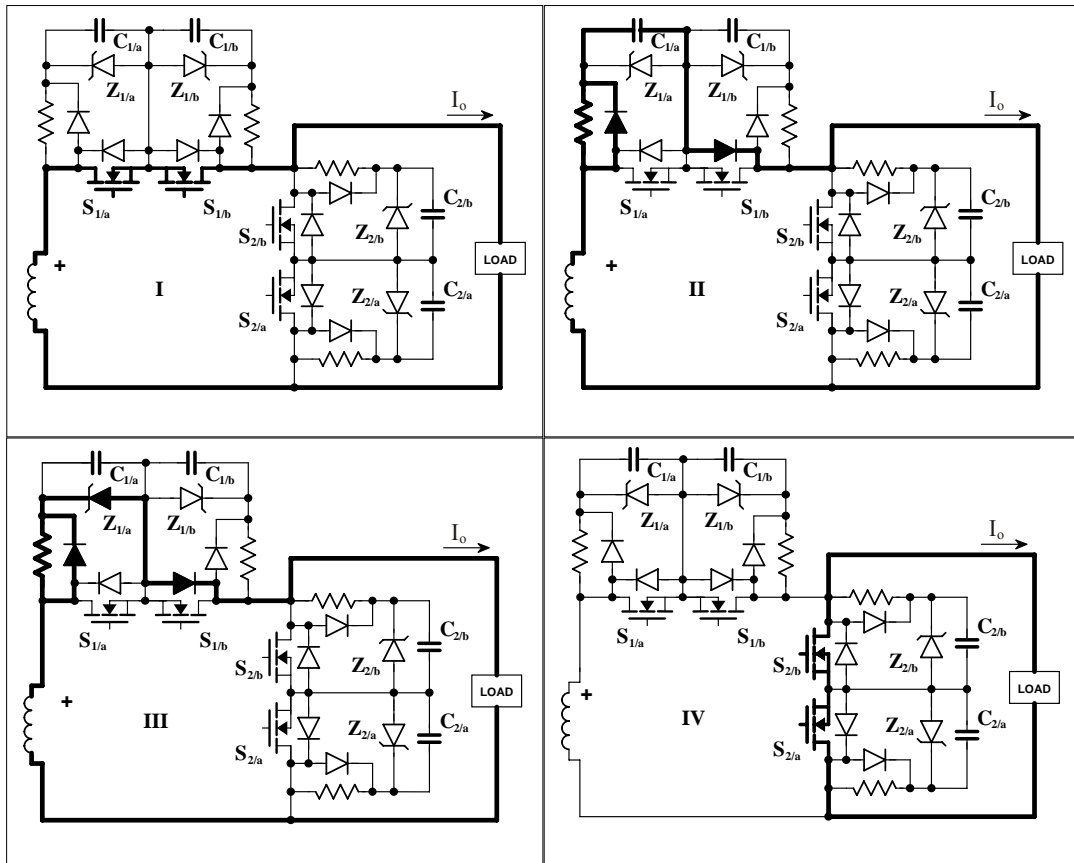 C1/a C1/b
Z1/a Z1/b
Io
S1/a S1/b
C2/b
S2/b Z2/b
+ LOAD
I
Z2/a C2/a
S2/a
C1/a C1/b
Z1/a Z1/b
Io
S1/a S1/b
C2/b
S2/b Z2/b
+ LOAD
II
Z2/a C2/a
S2/a
C1/a C1/b
Z1/a Z1/b
Io
S1/a S1/b
C2/b
S2/b Z2/b
+ LOAD
III
Z2/a C2/a
S2/a
C1/a C1/b
Z1/a Z1/b
Io
S1/a S1/b
C2/b
S2/b Z2/b
+ LOAD
IV
Z2/a C2/a
S2/a